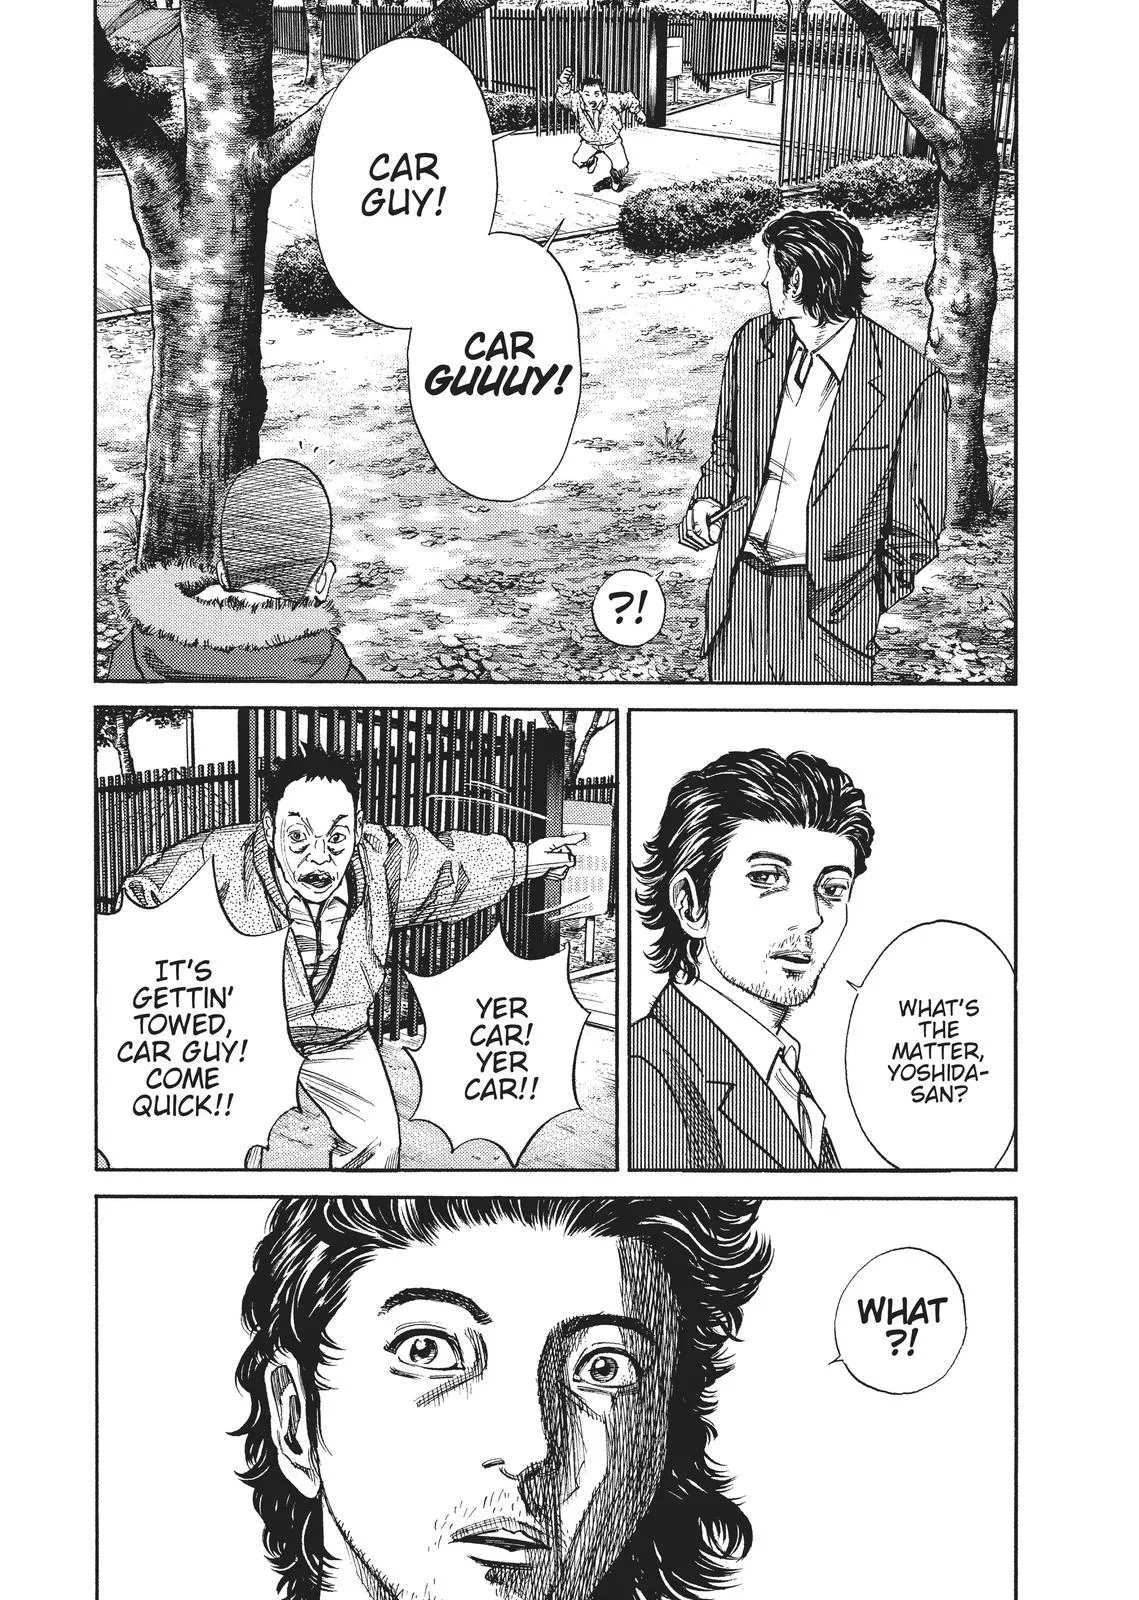 CAR
GUY!
CAR
GUUUY!
?!
IT'S
GETTIN'
TOWED,
CAR GUY!
COME
QUICK!!
YER
CAR!
YER
CAR!!
WHAT'S
THE
MATTER,
YOSHIDA-
SAN?
WHAT
?!